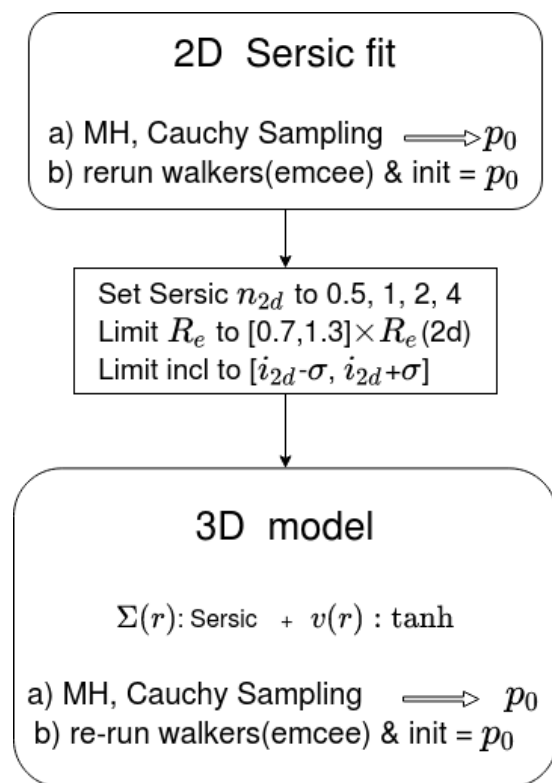 2D Sersic fit
a) MH, Cauchy Sampling ⟹ p₀
b) rerun walkers(emcee) & init = p₀
Set Sersic n₂d to 0.5, 1, 2, 4
Limit Rₑ to [0.7,1.3]×Rₑ(2d)
Limit incl to [i₂d-σ, i₂d+σ]
3D model
Σ(r): Sersic + v(r) : tanh
a) MH, Cauchy Sampling ⟹ p₀
b) re-run walkers(emcee) & init = p₀